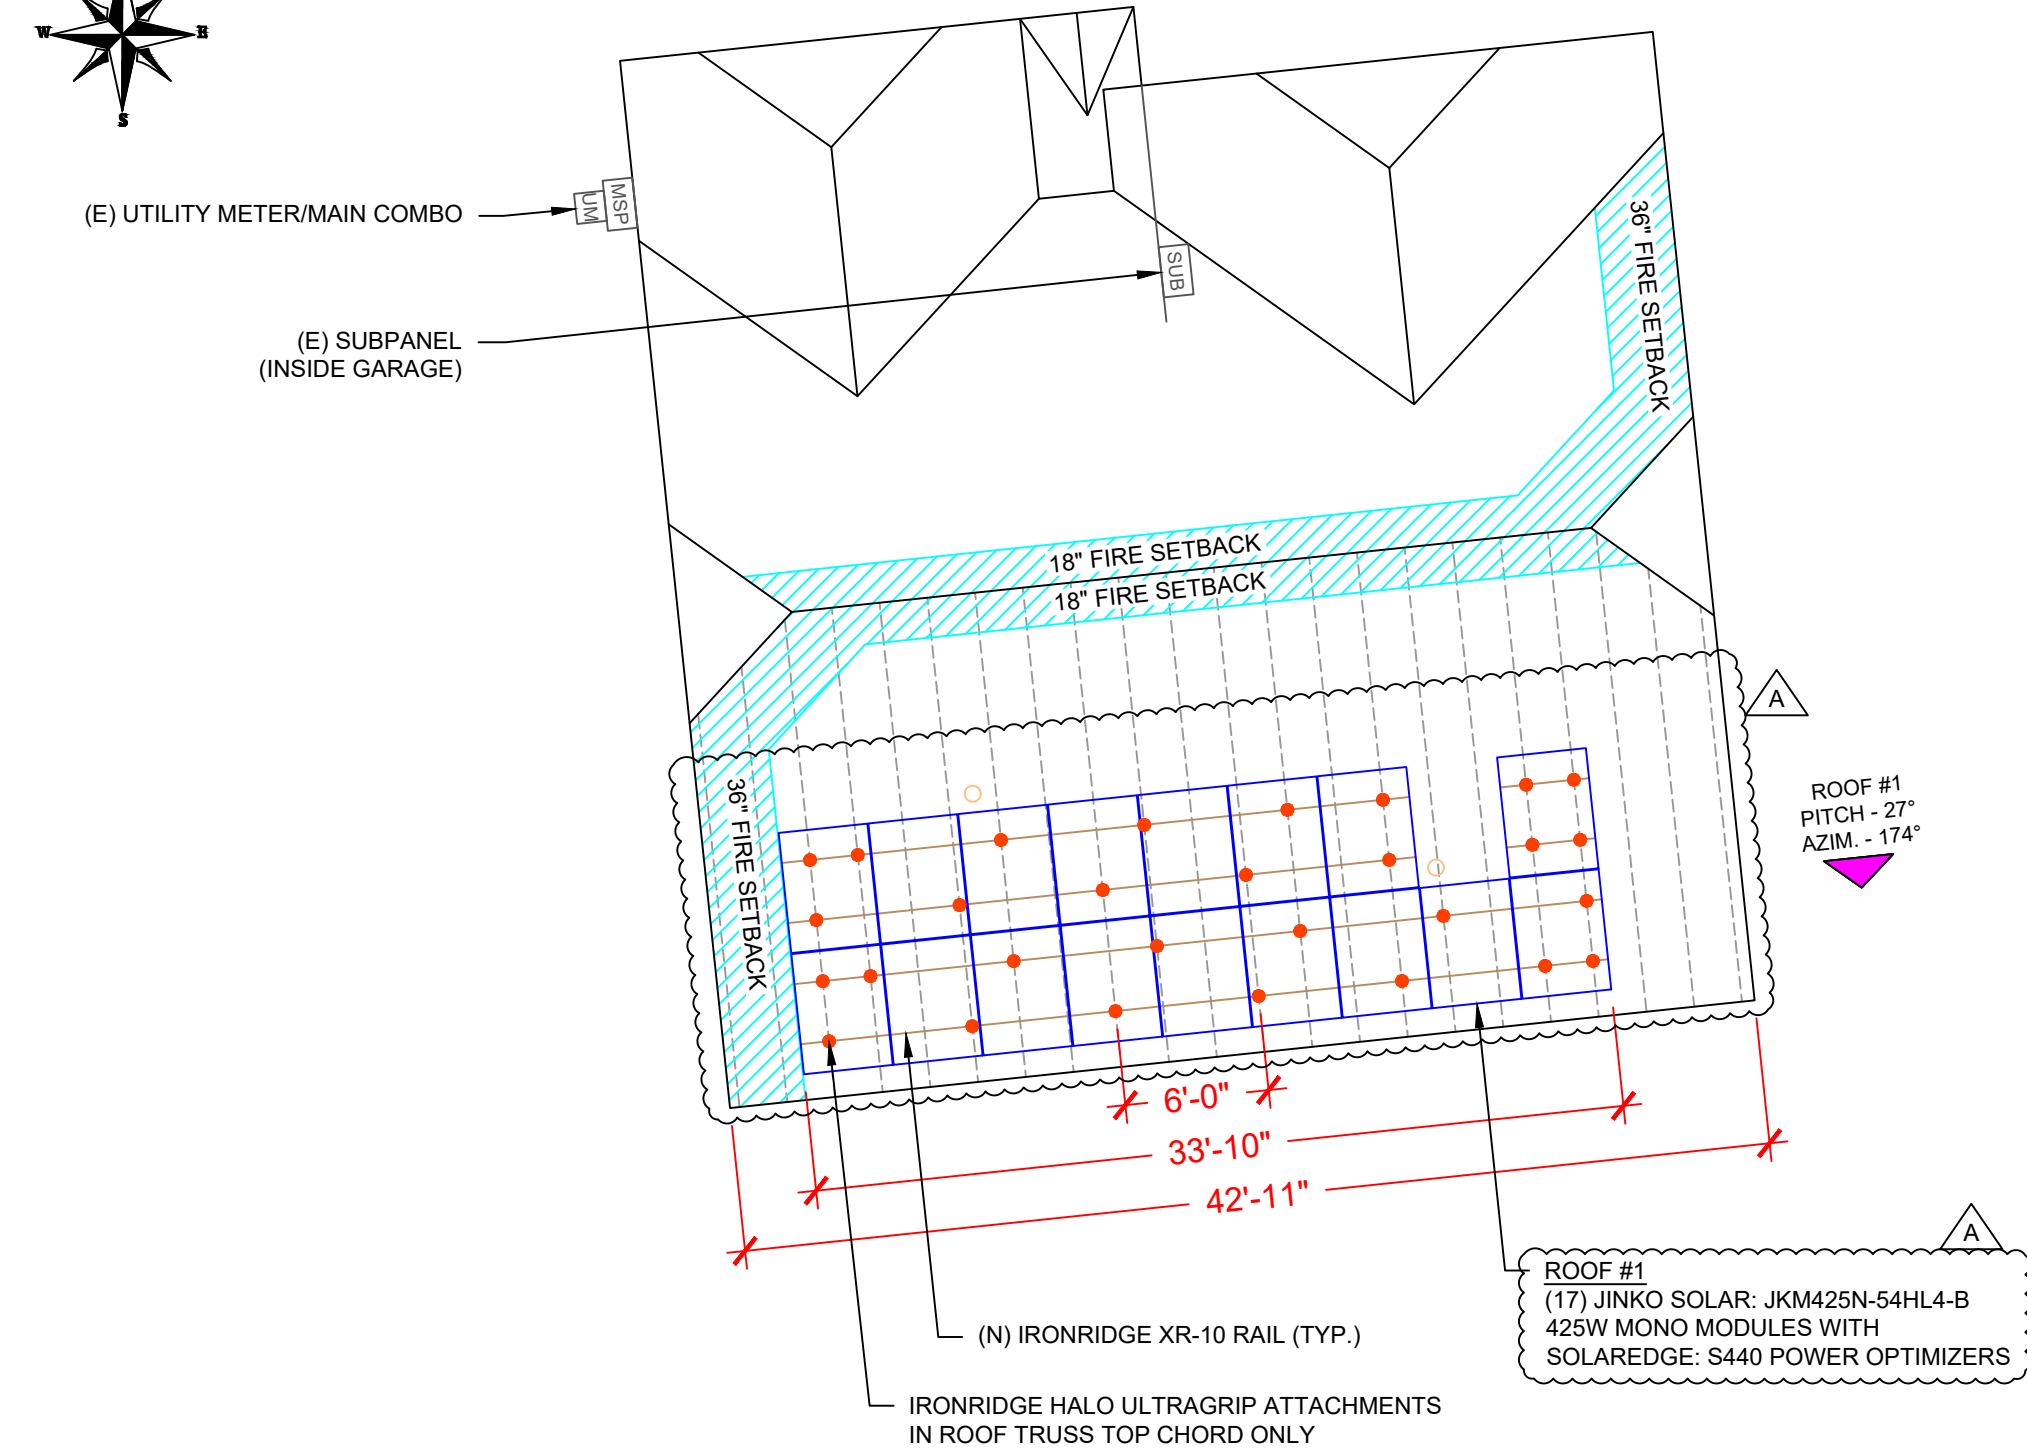 W
E
S
(E) UTILITY METER/MAIN COMBO
MSP
UM
(E) SUBPANEL
(INSIDE GARAGE)
SUB
36" FIRE SETBACK
18" FIRE SETBACK
18" FIRE SETBACK
36" FIRE SETBACK
A
ROOF #1
PITCH - 27°
AZIM. - 174°
6'-0"
33'-10"
42'-11"
A
ROOF #1
(17) JINKO SOLAR: JKM425N-54HL4-B
425W MONO MODULES WITH
SOLAREDGE: S440 POWER OPTIMIZERS
(N) IRONRIDGE XR-10 RAIL (TYP.)
IRONRIDGE HALO ULTRAGRIP ATTACHMENTS
IN ROOF TRUSS TOP CHORD ONLY